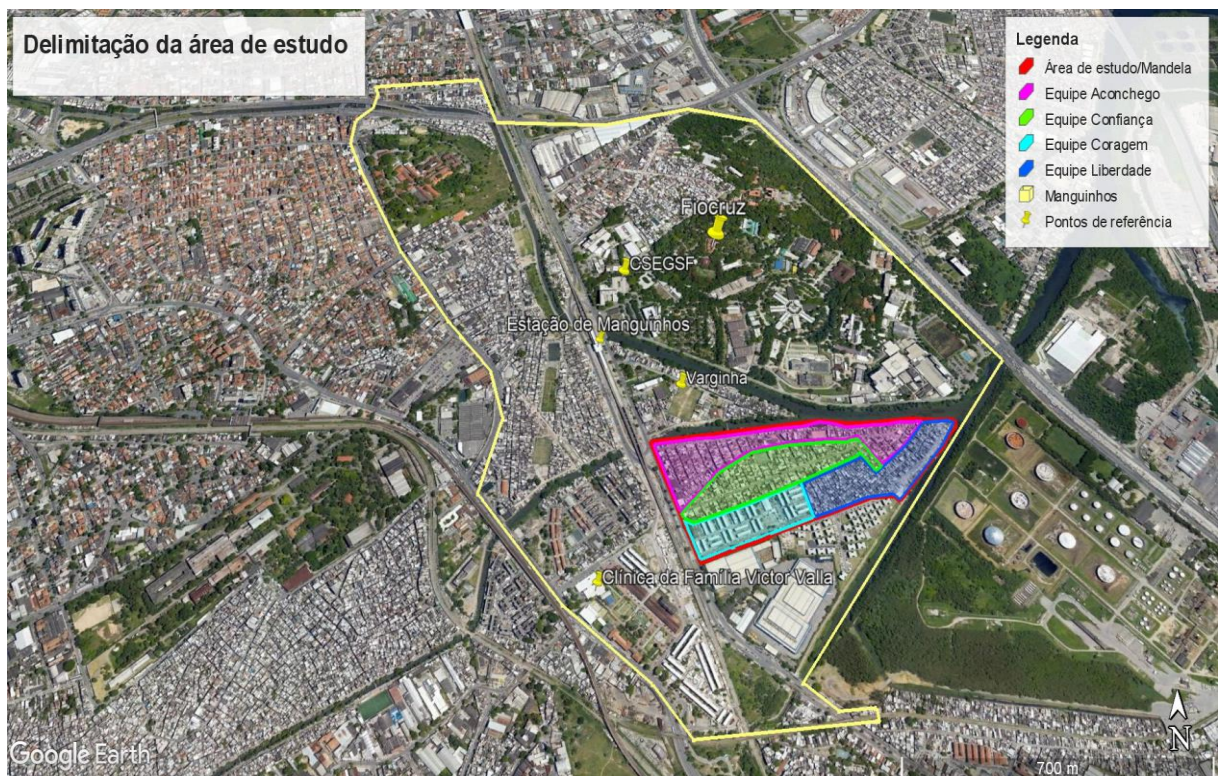 Delimitação da área de estudo
Legenda
Área de estudo/Mandela
Equipe Aconchego
Equipe Confiança
Equipe Coragem
Equipe Liberdade
Manguinhos
Pontos de referência
Fiocruz
CSEGSF
Estação de Manguinhos
Varginha
Clínica da Família Victor Valla
Google Earth
N
700 m